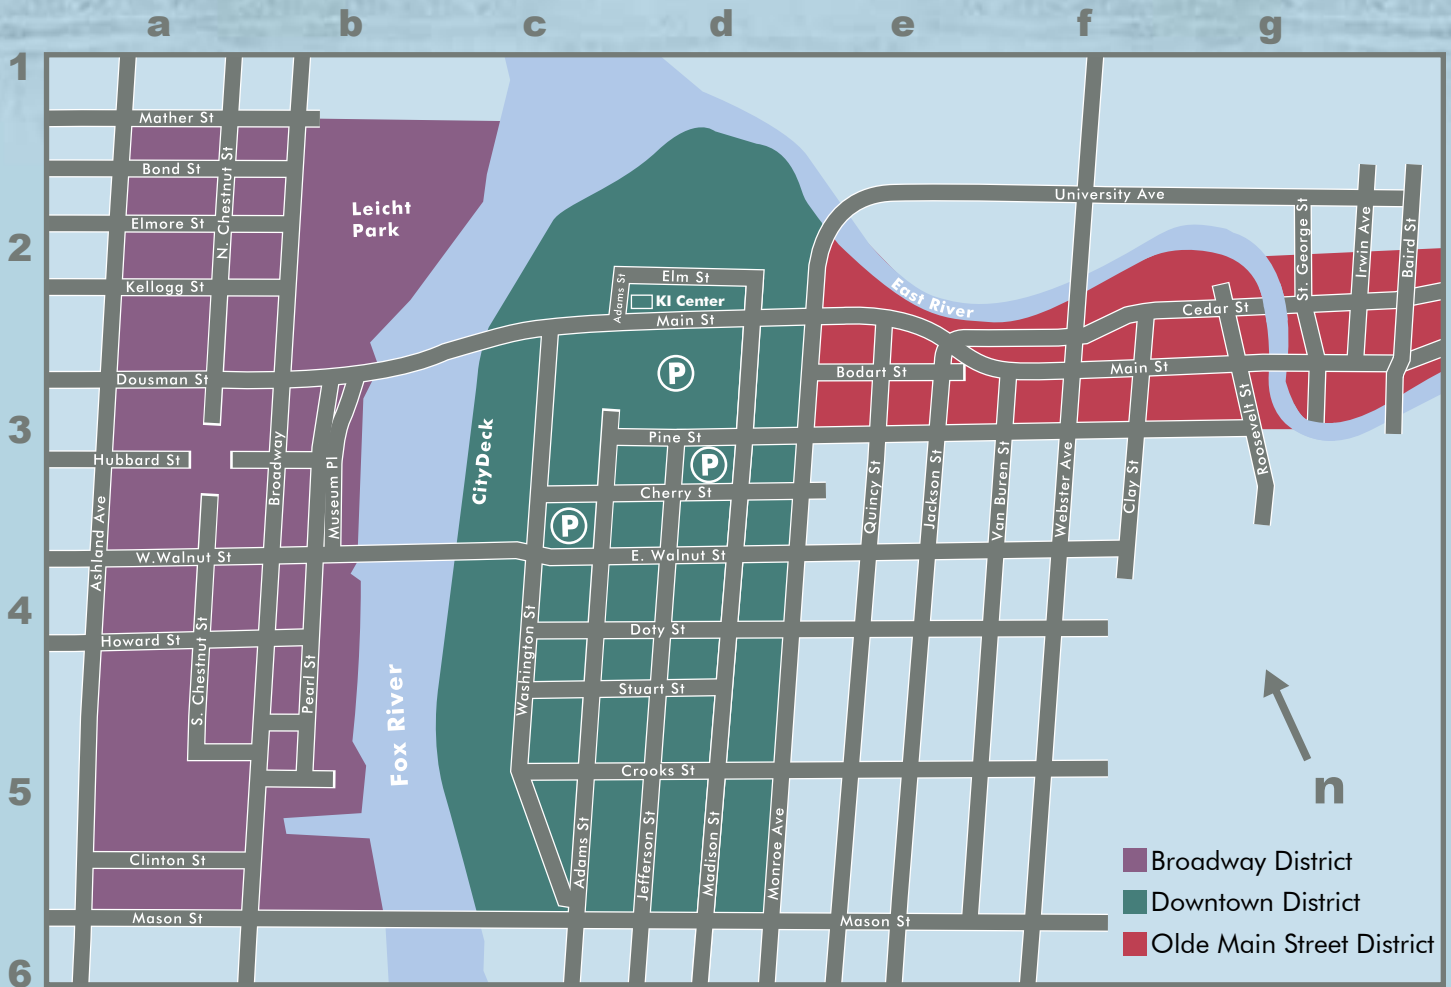 a b c d e f g
1
Mather St
N. Chestnut St
Bond St
University Ave
Leicht
Park
Elmore St
St. George St
Irwin Ave
Baird St
2
Kellogg St
Adams St
Elm St
KI Center
East River
Main St
Cedar St
Dousman St
P
Bodart St
Main St
3
Broadway
CityDeck
Pine St
Roosevelt St
Hubbard St
Museum Pl
P
Cherry St
Quincy St
Jackson St
Van Buren St
Webster Ave
Clay St
Ashland Ave
P
W.Walnut St
E. Walnut St
4
Howard St
S. Chestnut St
Pearl St
Fox River
Washington St
Doty St
Stuart St
5
Crooks St
n
Adams St
Jefferson St
Madison St
Monroe Ave
Clinton St
Broadway District
Downtown District
Mason St
Mason St
Olde Main Street District
6